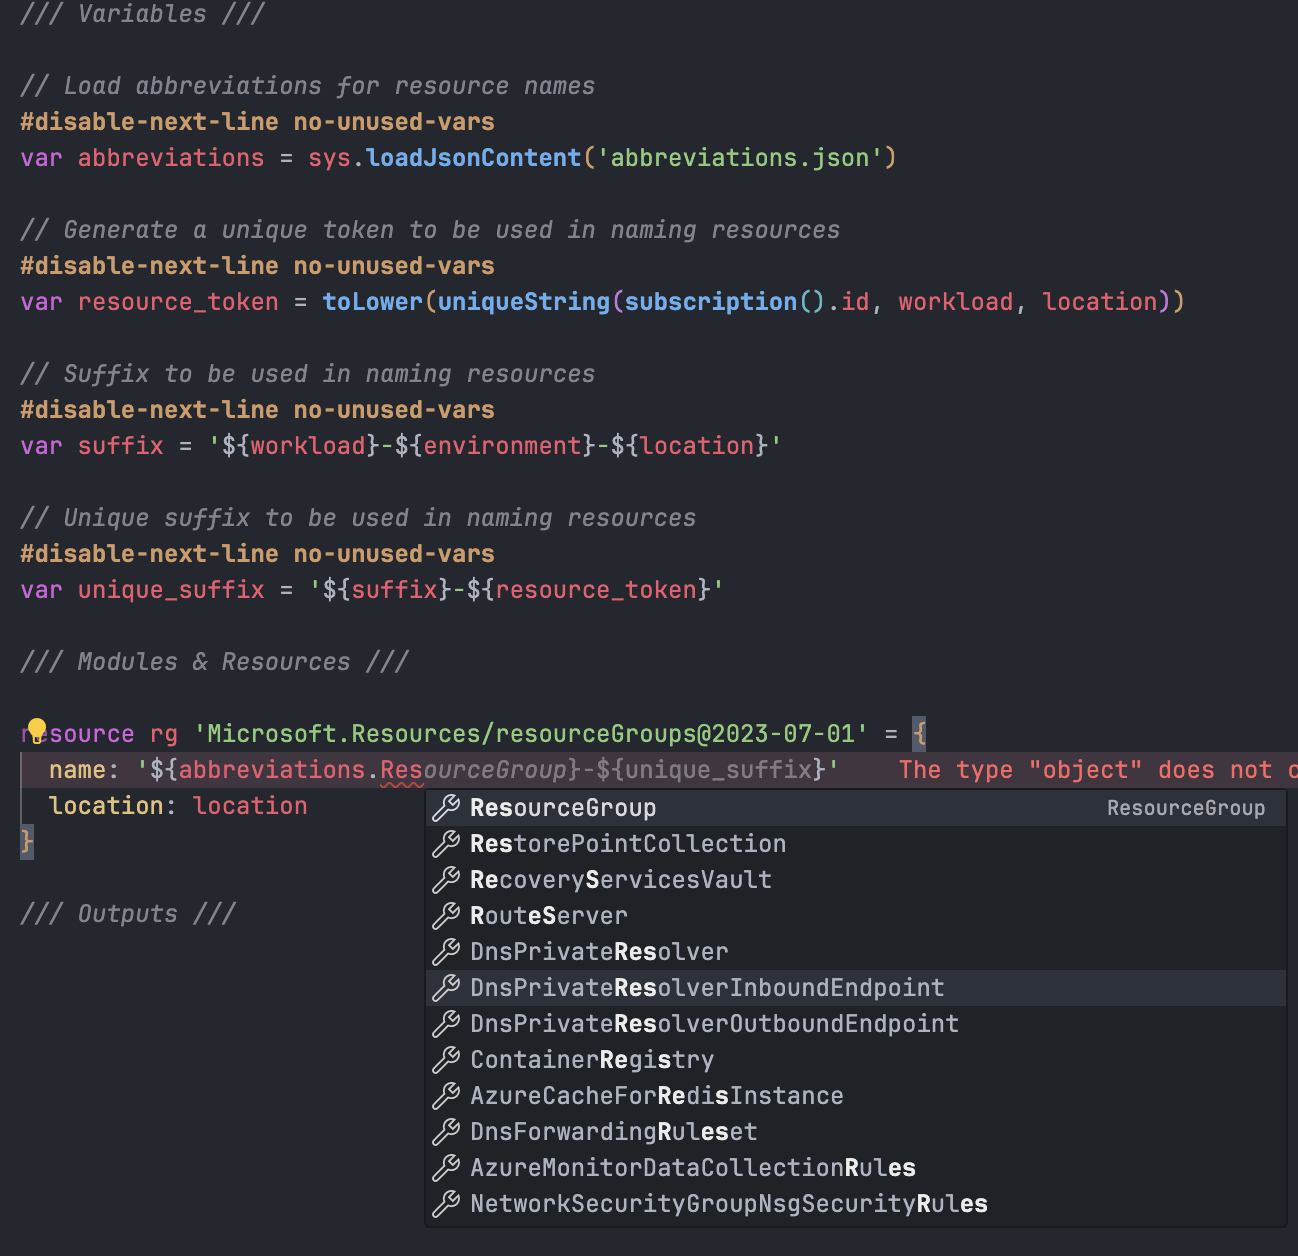 /// Variables ///
// Load abbreviations for resource names
#disable-next-line no-unused-vars
var abbreviations = sys.loadJsonContent('abbreviations.json')
// Generate a unique token to be used in naming resources
#disable-next-line no-unused-vars
var resource_token = toLower(uniqueString(subscription().id, workload, location))
// Suffix to be used in naming resources
#disable-next-line no-unused-vars
var suffix = '${workload}-${environment}-${location}'
// Unique suffix to be used in naming resources
#disable-next-line no-unused-vars
var unique_suffix = '${suffix}-${resource_token}'
/// Modules & Resources ///
resource rg 'Microsoft.Resources/resourceGroups@2023-07-01' = {
name: '${abbreviations.ResourceGroup}-${unique_suffix}' The type "object" does not c
location: location
}
/// Outputs ///
ResourceGroup ResourceGroup
RestorePointCollection
RecoveryServicesVault
RouteServer
DnsPrivateResolver
DnsPrivateResolverInboundEndpoint
DnsPrivateResolverOutboundEndpoint
ContainerRegistry
AzureCacheForRedisInstance
DnsForwardingRuleset
AzureMonitorDataCollectionRules
NetworkSecurityGroupNsgSecurityRules